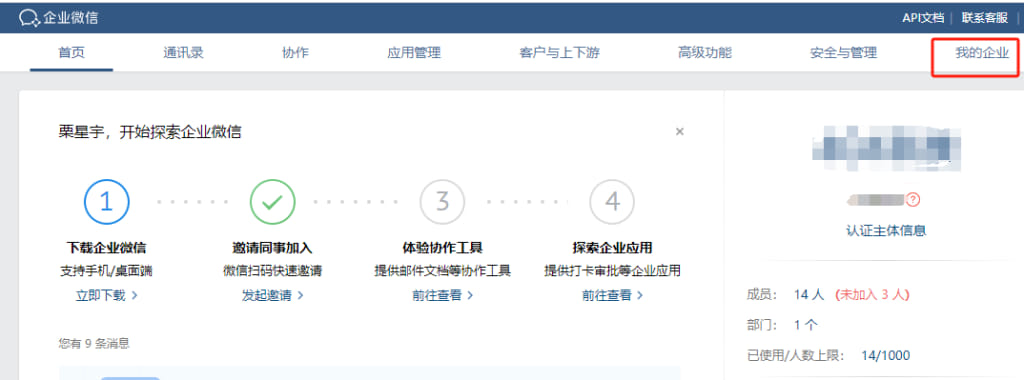 企业微信
API文档 | 联系客服 |
首页 通讯录 协作 应用管理 客户与上下游 高级功能 安全与管理 我的企业
栗星宇，开始探索企业微信 ×
1 3 4
下载企业微信 邀请同事加入 体验协作工具 探索企业应用
支持手机/桌面端 微信扫码快速邀请 提供邮件文档等协作工具 提供打卡审批等企业应用
立即下载 > 发起邀请 > 前往查看 > 前往查看 >
您有 9 条消息
?
认证主体信息
成员： 14 人 (未加入 3 人)
部门： 1 个
已使用/人数上限： 14/1000